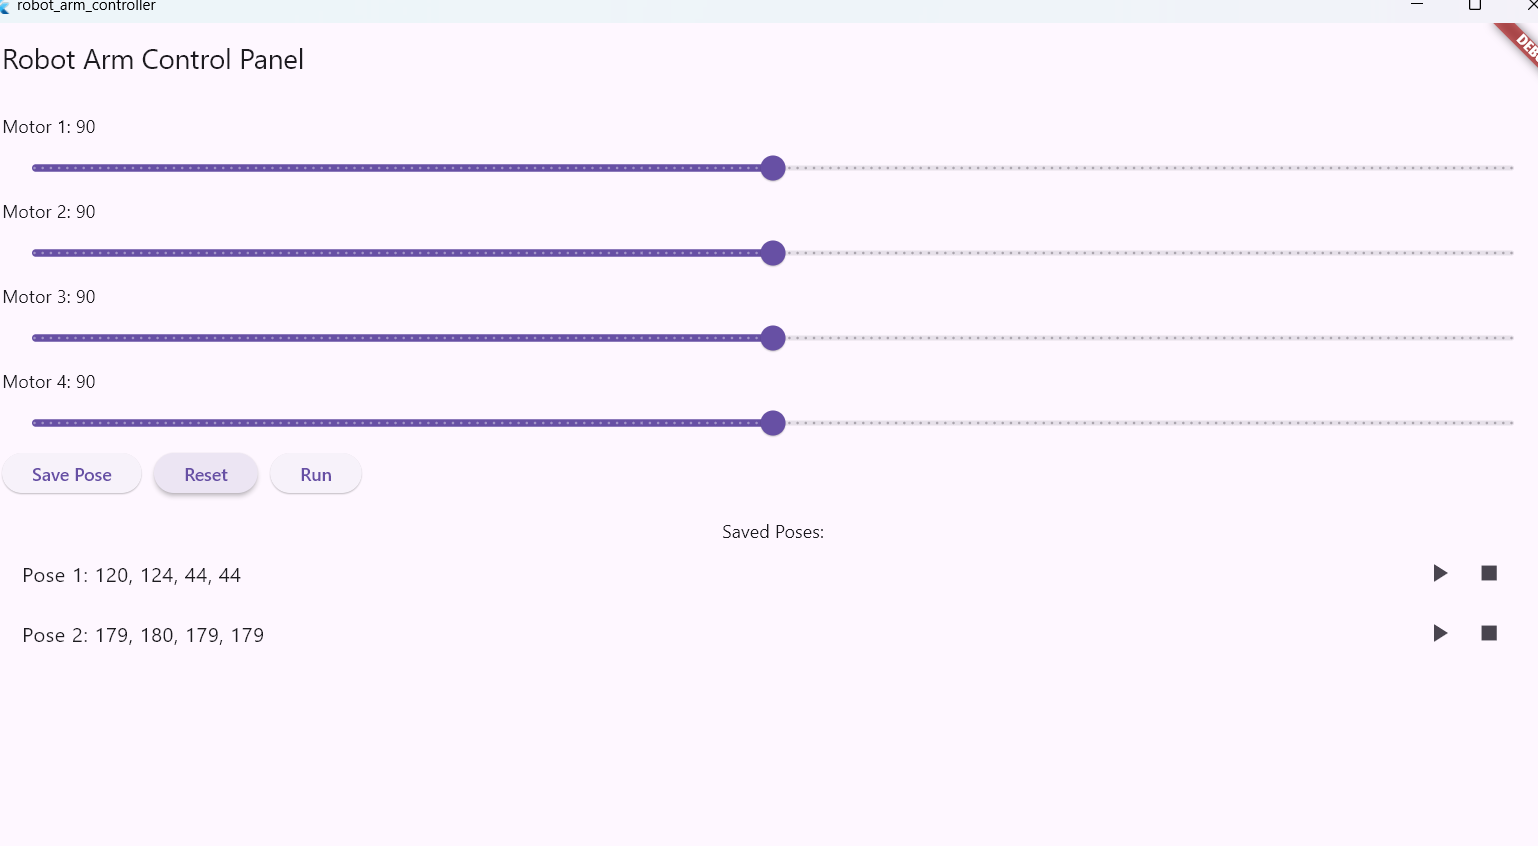 robot_arm_controller
Robot Arm Control Panel
Motor 1: 90
Motor 2: 90
Motor 3: 90
Motor 4: 90
Save Pose Reset Run
Saved Poses:
Pose 1: 120, 124, 44, 44
Pose 2: 179, 180, 179, 179